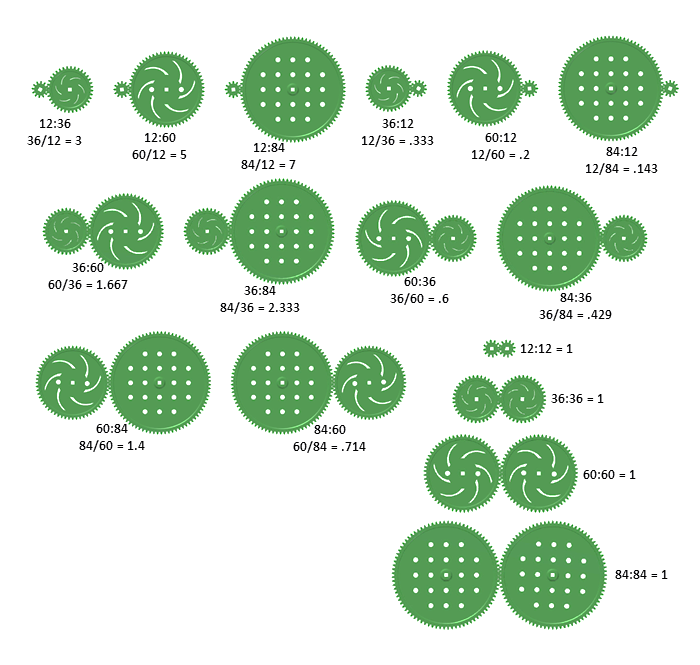 12:36
36/12 = 3
12:60
60/12 = 5
12:84
84/12 = 7
36:12
12/36 = .333
60:12
12/60 = .2
84:12
12/84 = .143
36:60
60/36 = 1.667
36:84
84/36 = 2.333
60:36
36/60 = .6
84:36
36/84 = .429
60:84
84/60 = 1.4
84:60
60/84 = .714
12:12 = 1
36:36 = 1
60:60 = 1
84:84 = 1